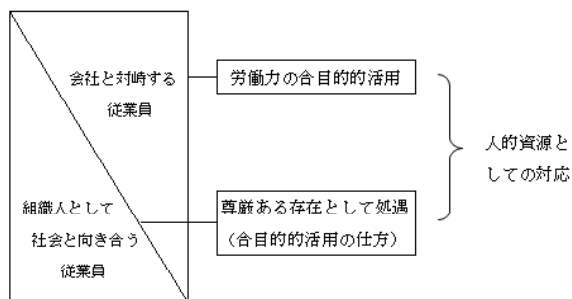 会社と対峙する
従業員
労働力の合目的的活用
人的資源と
しての対応
組織人として
社会と向き合う
従業員
尊厳ある存在として処遇
（合目的的活用の仕方）